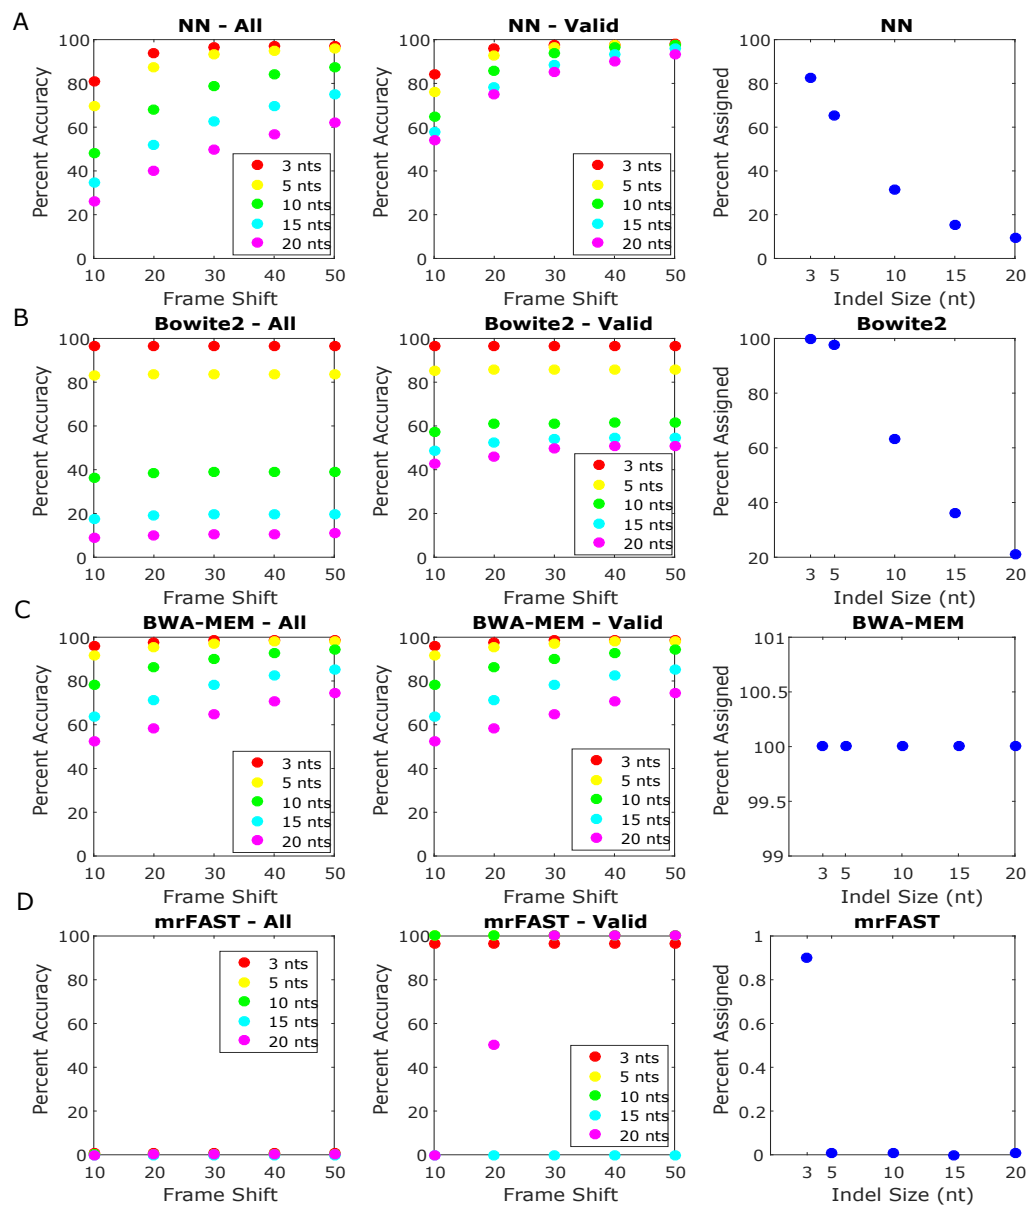 A
NN - All
NN - Valid
NN
Percent Accuracy
100
80
60
40
20
0
3 nts
5 nts
10 nts
15 nts
20 nts
10 20 30 40 50
Frame Shift
Percent Accuracy
100
80
60
40
20
0
3 nts
5 nts
10 nts
15 nts
20 nts
10 20 30 40 50
Frame Shift
Percent Assigned
100
80
60
40
20
0
3 5 10 15 20
Indel Size (nt)
B
Bowite2 - All
Bowite2 - Valid
Bowite2
Percent Accuracy
100
80
60
40
20
0
10 20 30 40 50
Frame Shift
Percent Accuracy
100
80
60
40
20
0
3 nts
5 nts
10 nts
15 nts
20 nts
10 20 30 40 50
Frame Shift
Percent Assigned
100
80
60
40
20
3 5 10 15 20
Indel Size (nt)
C
BWA-MEM - All
BWA-MEM - Valid
BWA-MEM
Percent Accuracy
100
80
60
40
20
0
3 nts
5 nts
10 nts
15 nts
20 nts
10 20 30 40 50
Frame Shift
Percent Accuracy
100
80
60
40
20
0
3 nts
5 nts
10 nts
15 nts
20 nts
10 20 30 40 50
Frame Shift
Percent Assigned
101
100.5
100
99.5
99
3 5 10 15 20
Indel Size (nt)
D
mrFAST - All
mrFAST - Valid
mrFAST
Percent Accuracy
100
80
60
40
20
0
3 nts
5 nts
10 nts
15 nts
20 nts
10 20 30 40 50
Frame Shift
Percent Accuracy
100
80
60
40
20
0
3 nts
5 nts
10 nts
15 nts
20 nts
10 20 30 40 50
Frame Shift
Percent Assigned
1
0.8
0.6
0.4
0.2
0
3 5 10 15 20
Indel Size (nt)